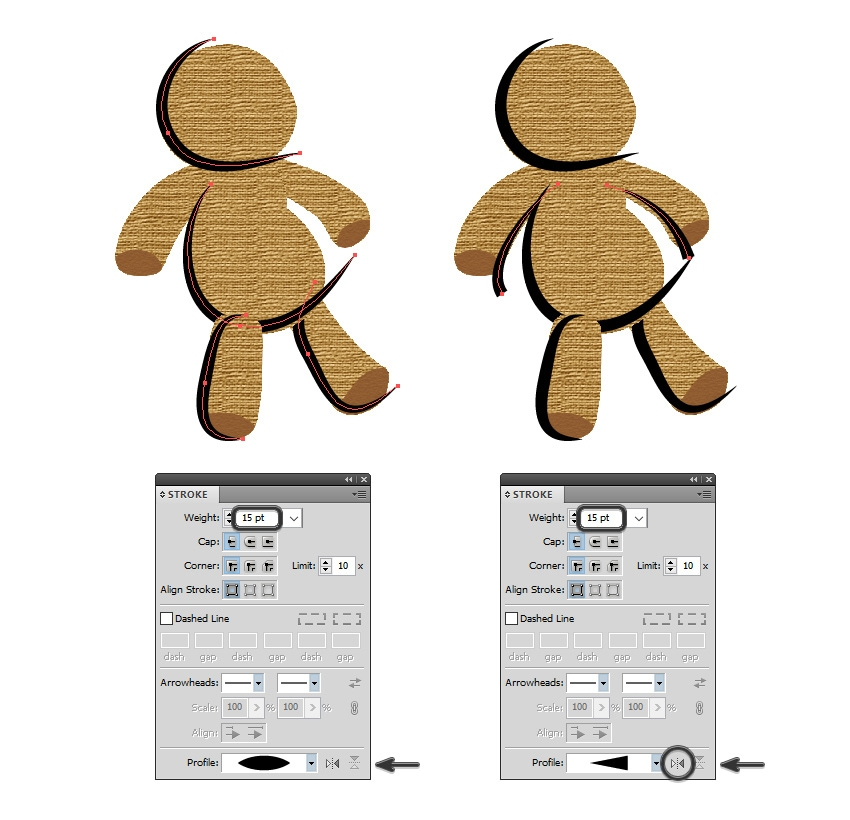 STROKE
Weight: 15 pt
Cap:
Corner: Limit: 10 x
Align Stroke:
Dashed Line
dash gap dash gap dash gap
Arrowheads:
Scale: 100 % 100 %
Align:
Profile:
STROKE
Weight: 15 pt
Cap:
Corner: Limit: 10 x
Align Stroke:
Dashed Line
dash gap dash gap dash gap
Arrowheads:
Scale: 100 % 100 %
Align:
Profile: